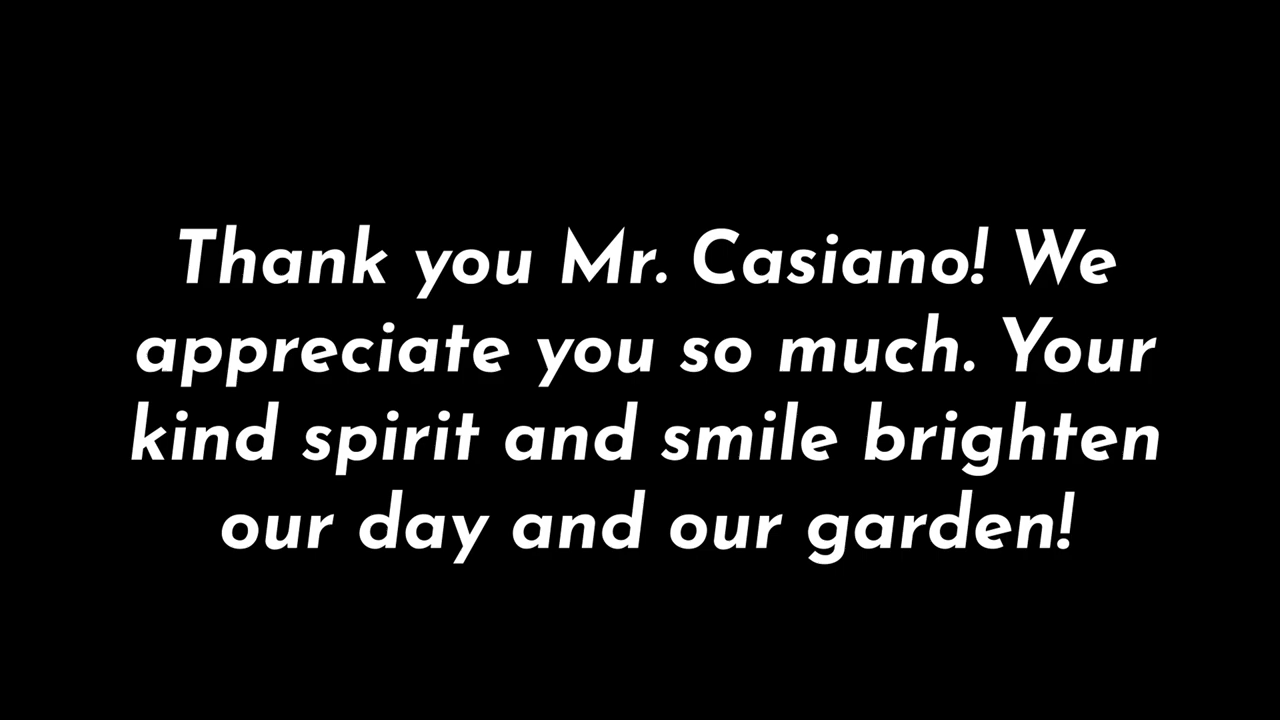 Thank you Mr. Casiano! We
appreciate you so much. Your
kind spirit and smile brighten
our day and our garden!